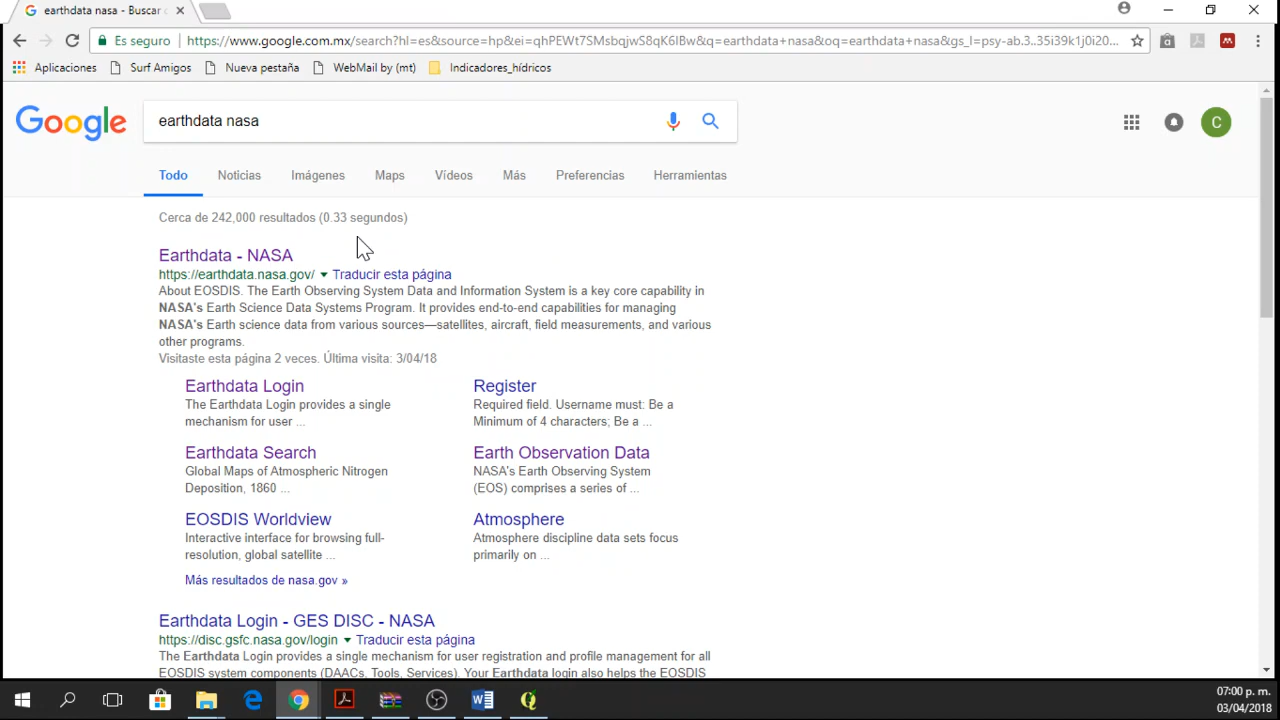 earthdata nasa - Buscar c
Es seguro
https://www.google.com.mx/search?hl=es&source=hp&ei=qhPEWt7SMsbqjwS8qK6IBw&q=earthdata+nasa&oq=earthdata+nasa&gs_l=psy-ab.3..35i39k1j0i20...
Aplicaciones
Surf Amigos
Nueva pestaña
WebMail by (mt)
Indicadores_hídricos
Google
earthdata nasa
C
Todo
Noticias
Imágenes
Maps
Vídeos
Más
Preferencias
Herramientas
Cerca de 242,000 resultados (0.33 segundos)
Earthdata - NASA
https://earthdata.nasa.gov/ Traducir esta página
About EOSDIS. The Earth Observing System Data and Information System is a key core capability in
NASA's Earth Science Data Systems Program. It provides end-to-end capabilities for managing
NASA's Earth science data from various sources—satellites, aircraft, field measurements, and various
other programs.
Visitaste esta página 2 veces. Última visita: 3/04/18
Earthdata Login
The Earthdata Login provides a single
mechanism for user ...
Register
Required field. Username must: Be a
Minimum of 4 characters; Be a ...
Earthdata Search
Global Maps of Atmospheric Nitrogen
Deposition, 1860 ...
Earth Observation Data
NASA's Earth Observing System
(EOS) comprises a series of ...
EOSDIS Worldview
Interactive interface for browsing full-
resolution, global satellite ...
Atmosphere
Atmosphere discipline data sets focus
primarily on ...
Más resultados de nasa.gov »
Earthdata Login - GES DISC - NASA
https://disc.gsfc.nasa.gov/login Traducir esta página
The Earthdata Login provides a single mechanism for user registration and profile management for all
EOSDIS system components (DAACs, Tools, Services). Your Earthdata login also helps the EOSDIS
07:00 p. m.
03/04/2018